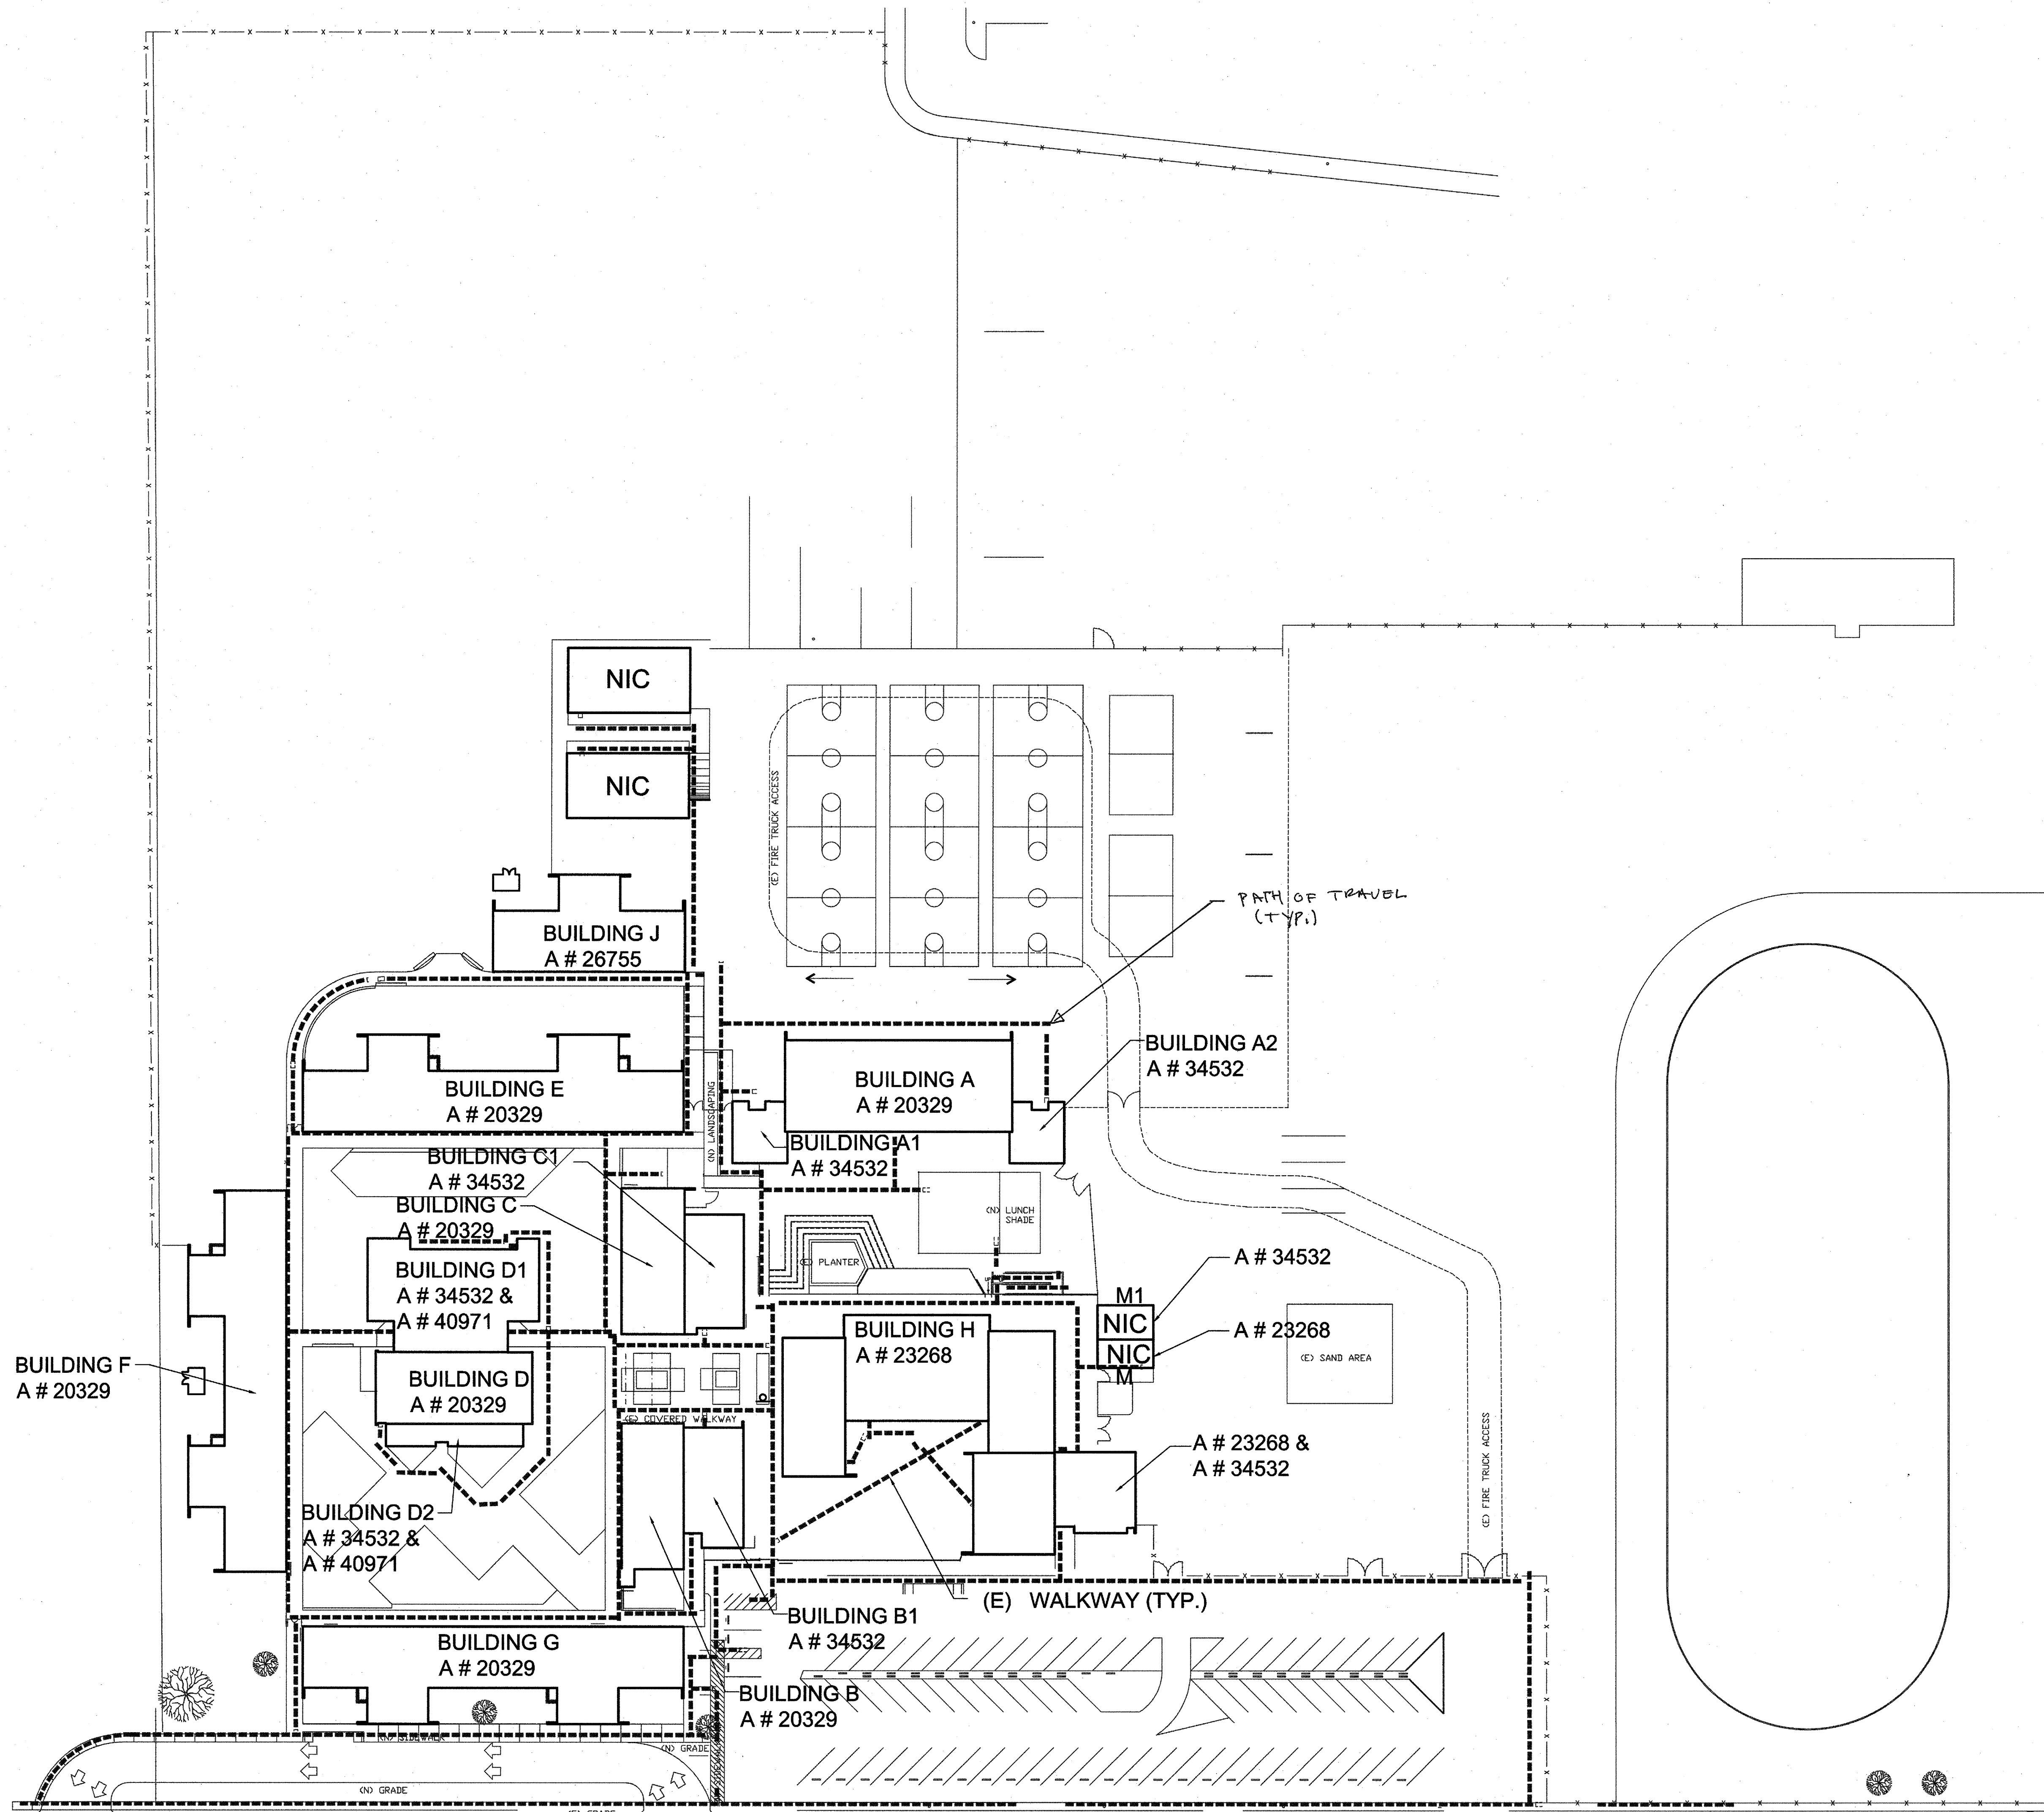 NIC
NIC
(E) FIRE TRUCK ACCESS
PATH OF TRAVEL
(TYP.)
BUILDING J
A # 26755
BUILDING A2
A # 34532
BUILDING E
A # 20329
BUILDING A
A # 20329
(N) LANDSCAPING
BUILDING A1
A # 34532
BUILDING C1
A # 34532
BUILDING C
A # 20329
(N) LUNCH
SHADE
(E) PLANTER
BUILDING D1
A # 34532 &
A # 40971
A # 34532
M1
NIC
A # 23268
NIC
M
(E) SAND AREA
BUILDING H
A # 23268
BUILDING F
A # 20329
BUILDING D
A # 20329
(E) COVERED WALKWAY
A # 23268 &
A # 34532
(E) FIRE TRUCK ACCESS
BUILDING D2
A # 34532 &
A # 40971
(E) WALKWAY (TYP.)
BUILDING B1
A # 34532
BUILDING G
A # 20329
BUILDING B
A # 20329
(N) SIDEWALK
(N) GRADE
(N) GRADE
(E) GRADE